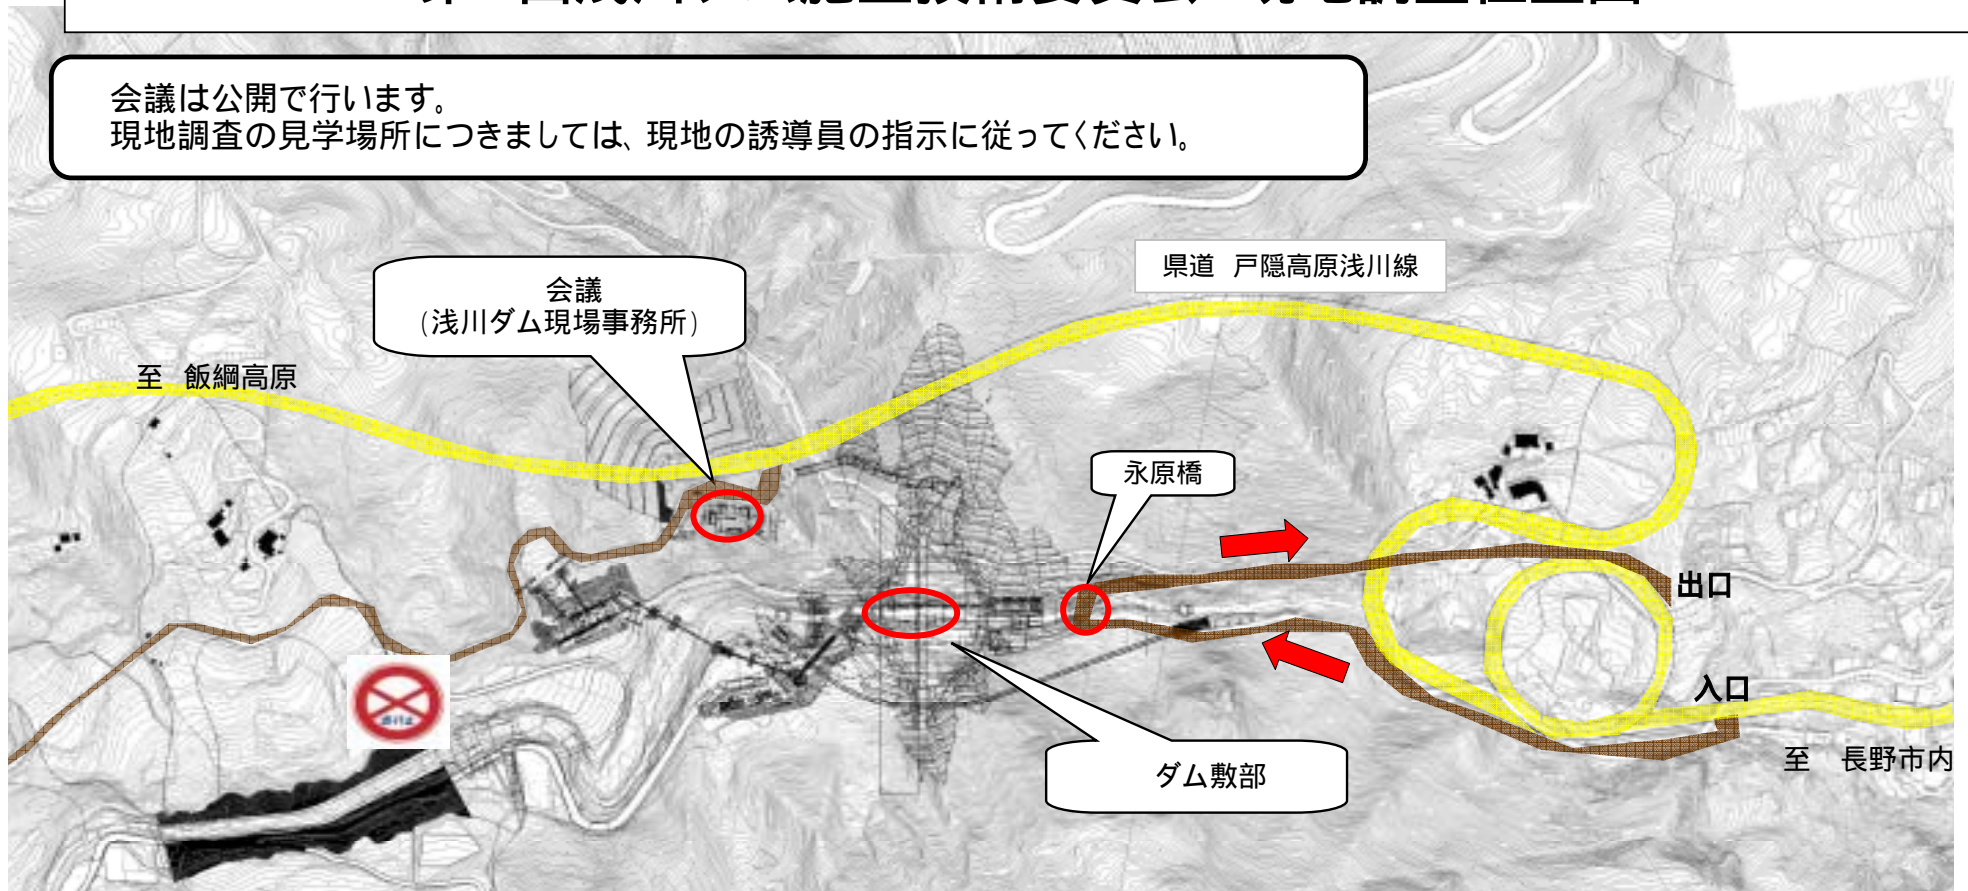 会議は公開で行います。
現地調査の見学場所につきましては、現地の誘導員の指示に従ってください。
県道　戸隠高原浅川線
会議
(浅川ダム現場事務所)
至　飯綱高原
永原橋
出口
入口
至　長野市内
ダム敷部